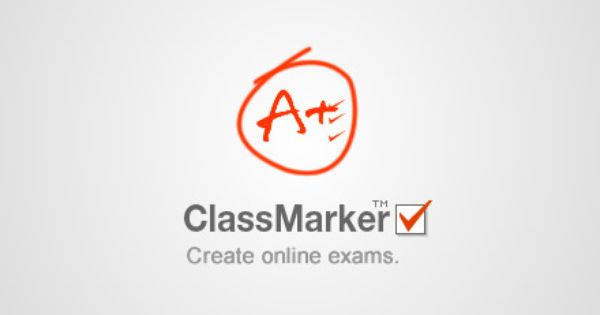 A+
ClassMarker™
Create online exams.